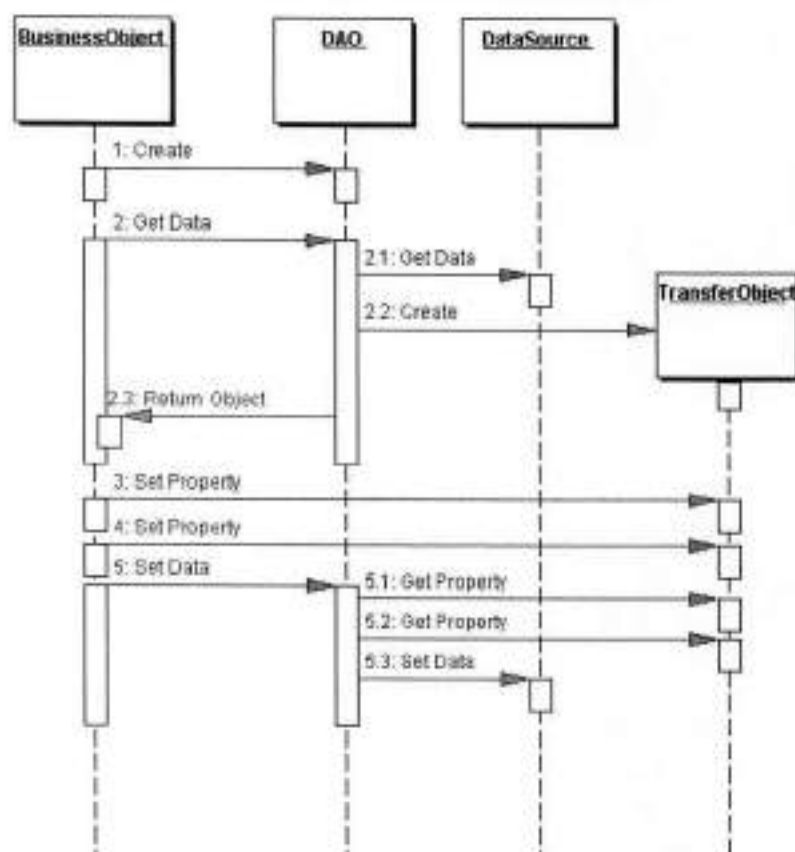 BusinessObject
DAO
DataSource
1: Create
2: Get Data
2.1: Get Data
TransferObject
2.2: Create
2.3: Return Object
3: Set Property
4: Set Property
5: Set Data
5.1: Get Property
5.2: Get Property
5.3: Set Data